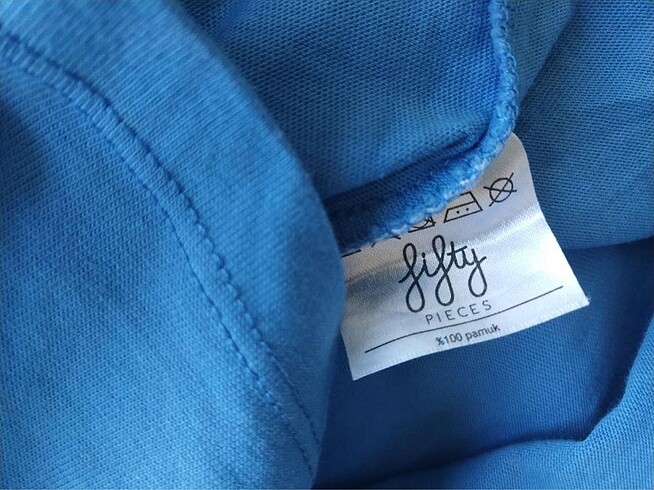 fifty
PIECES
%100 pamuk